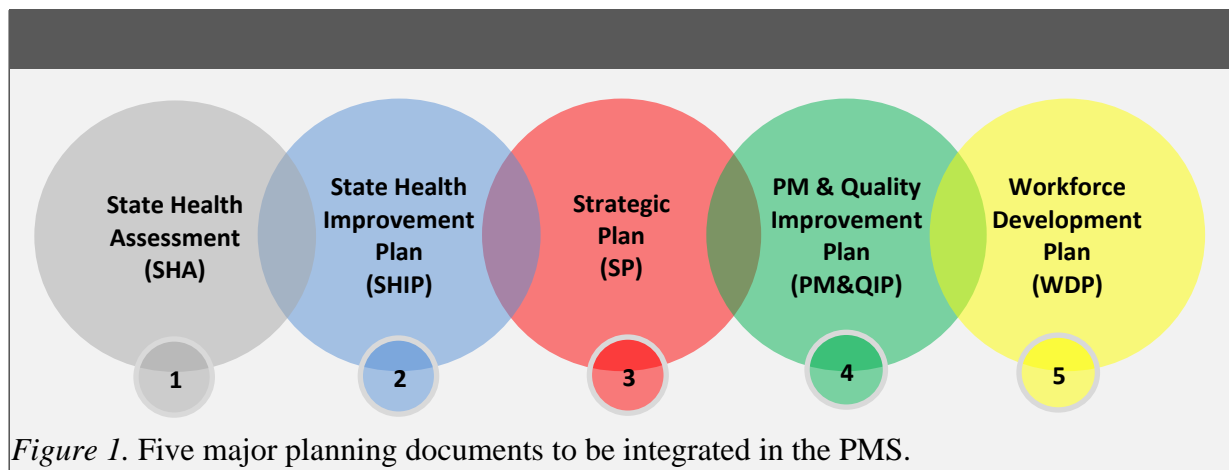 State Health
Assessment
(SHA)
State Health
Improvement
Plan
(SHIP)
Strategic
Plan
(SP)
PM & Quality
Improvement
Plan
(PM&QIP)
Workforce
Development
Plan
(WDP)
1
2
3
4
5
Figure 1. Five major planning documents to be integrated in the PMS.